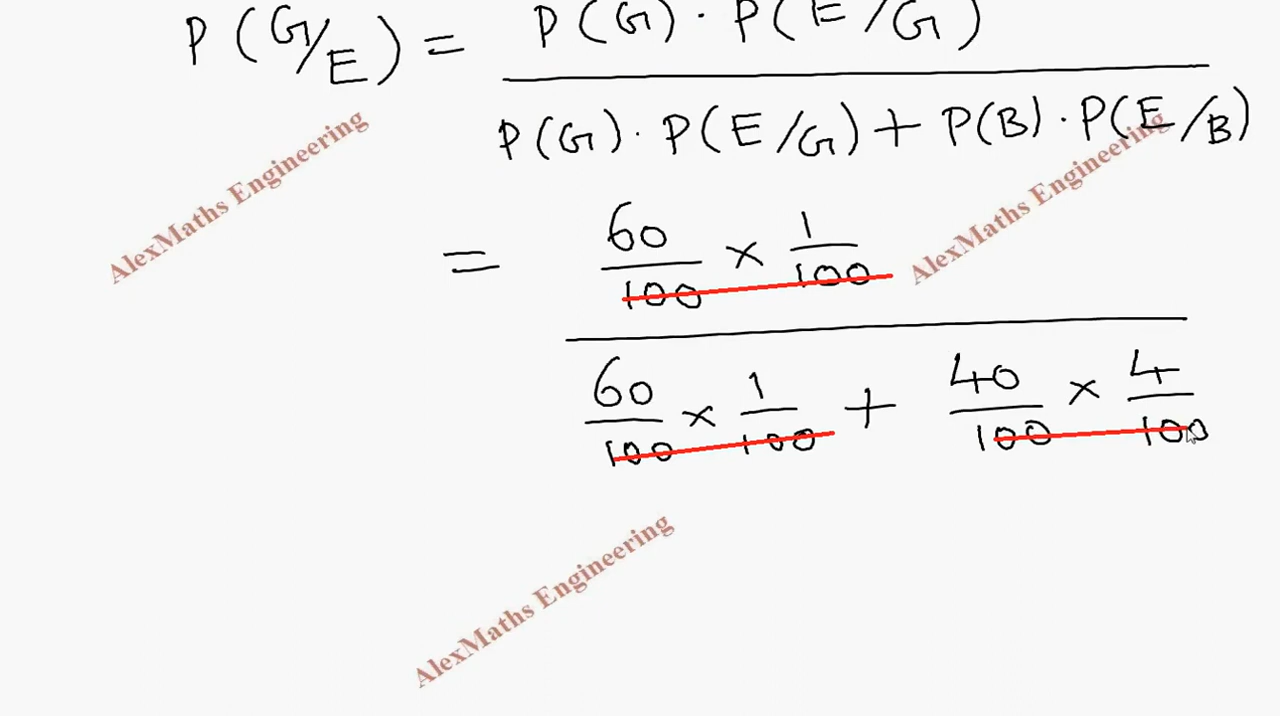 P(G/E) = P(G) · P(E/G)
P(G) · P(E/G) + P(B) · P(E/B)
AlexMaths Engineering
AlexMaths Engineering
= 60/100 × 1/100
60/100 × 1/100 + 40/100 × 4/100
AlexMaths Engineering